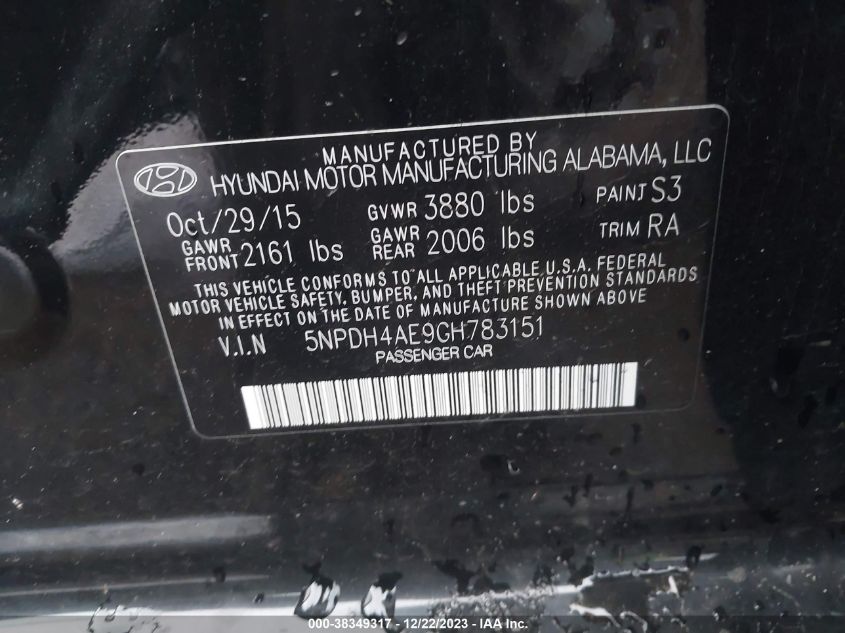 MANUFACTURED BY
HYUNDAI MOTOR MANUFACTURING ALABAMA, LLC
Oct/29/15 GVWR 3880 lbs PAINT S3
GAWR FRONT 2161 lbs GAWR REAR 2006 lbs TRIM RA
THIS VEHICLE CONFORMS TO ALL APPLICABLE U.S.A. FEDERAL
MOTOR VEHICLE SAFETY, BUMPER, AND THEFT PREVENTION STANDARDS
IN EFFECT ON THE DATE OF MANUFACTURE SHOWN ABOVE
V.I.N 5NPDH4AE9GH783151
PASSENGER CAR
000-38349317 - 12/22/2023 - IAA Inc.